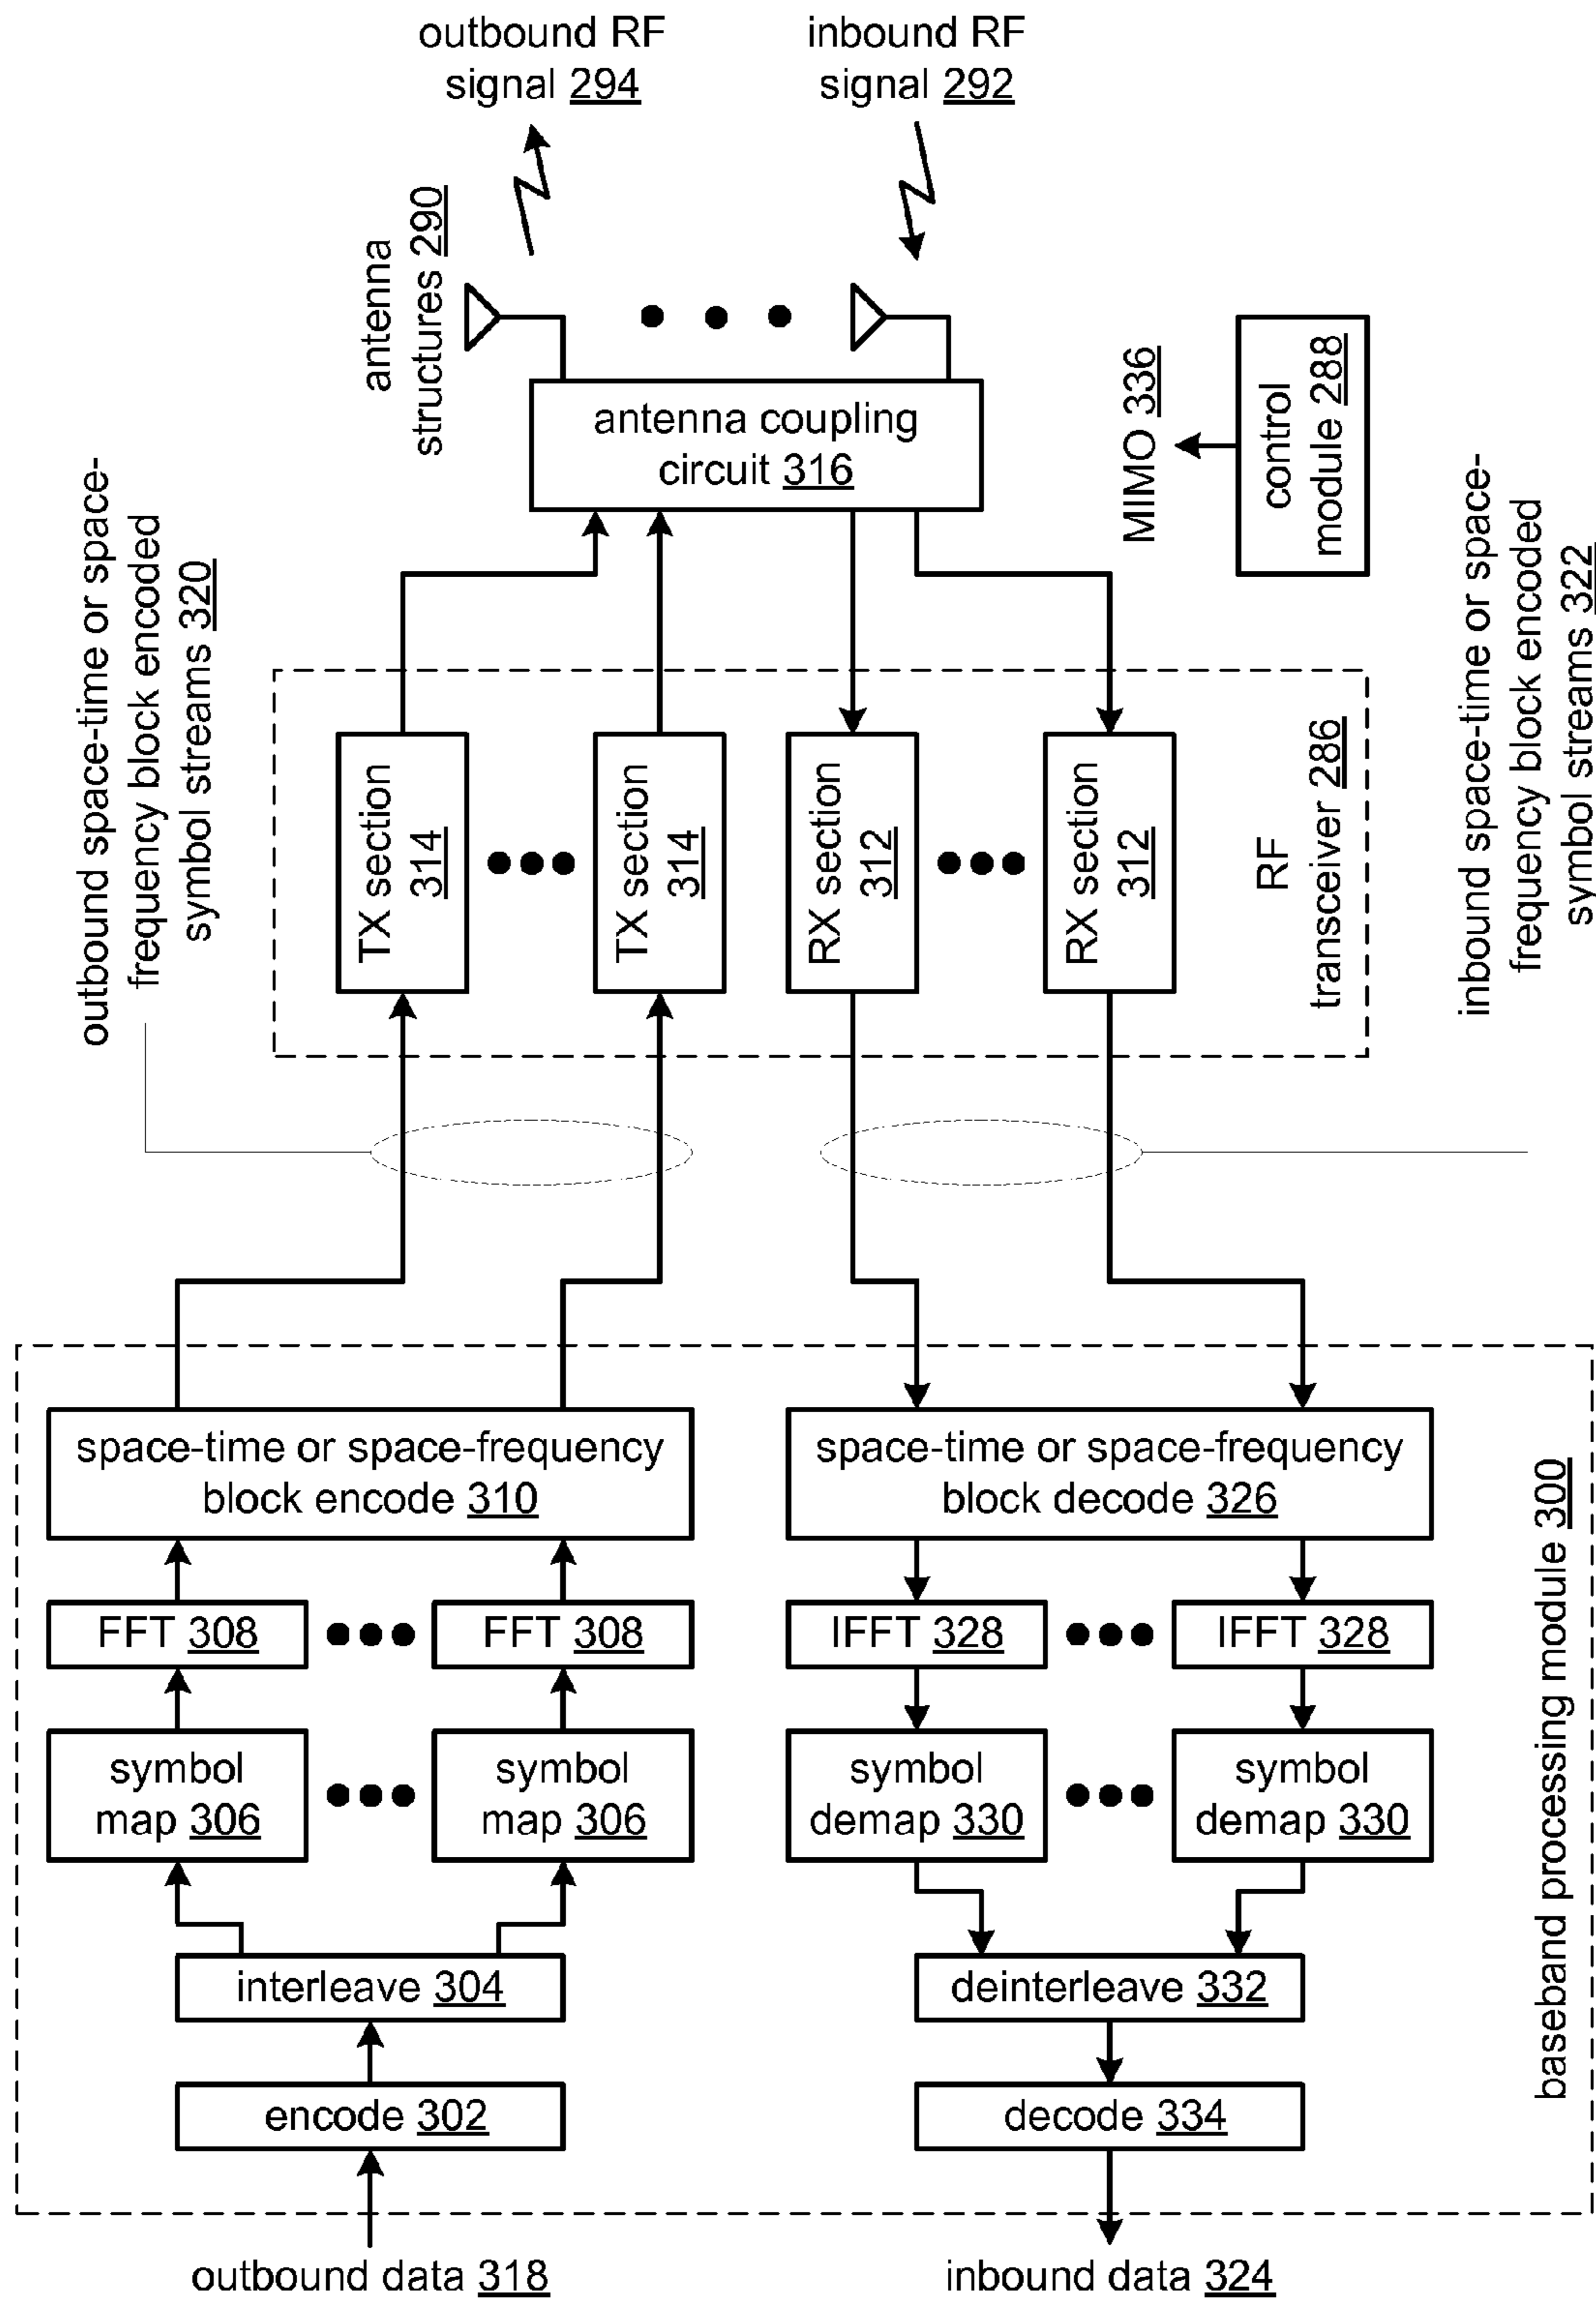 outbound RF
signal 294
inbound RF
signal 292
antenna
structures 290
antenna coupling
circuit 316
MIMO 336
control
module 288
outbound space-time or space-
frequency block encoded
symbol streams 320
inbound space-time or space-
frequency block encoded
symbol streams 322
TX section
314
TX section
314
RX section
312
RX section
312
RF
transceiver 286
space-time or space-frequency
block encode 310
space-time or space-frequency
block decode 326
FFT 308
FFT 308
IFFT 328
IFFT 328
symbol
map 306
symbol
map 306
symbol
demap 330
symbol
demap 330
interleave 304
deinterleave 332
encode 302
decode 334
baseband processing module 300
outbound data 318
inbound data 324